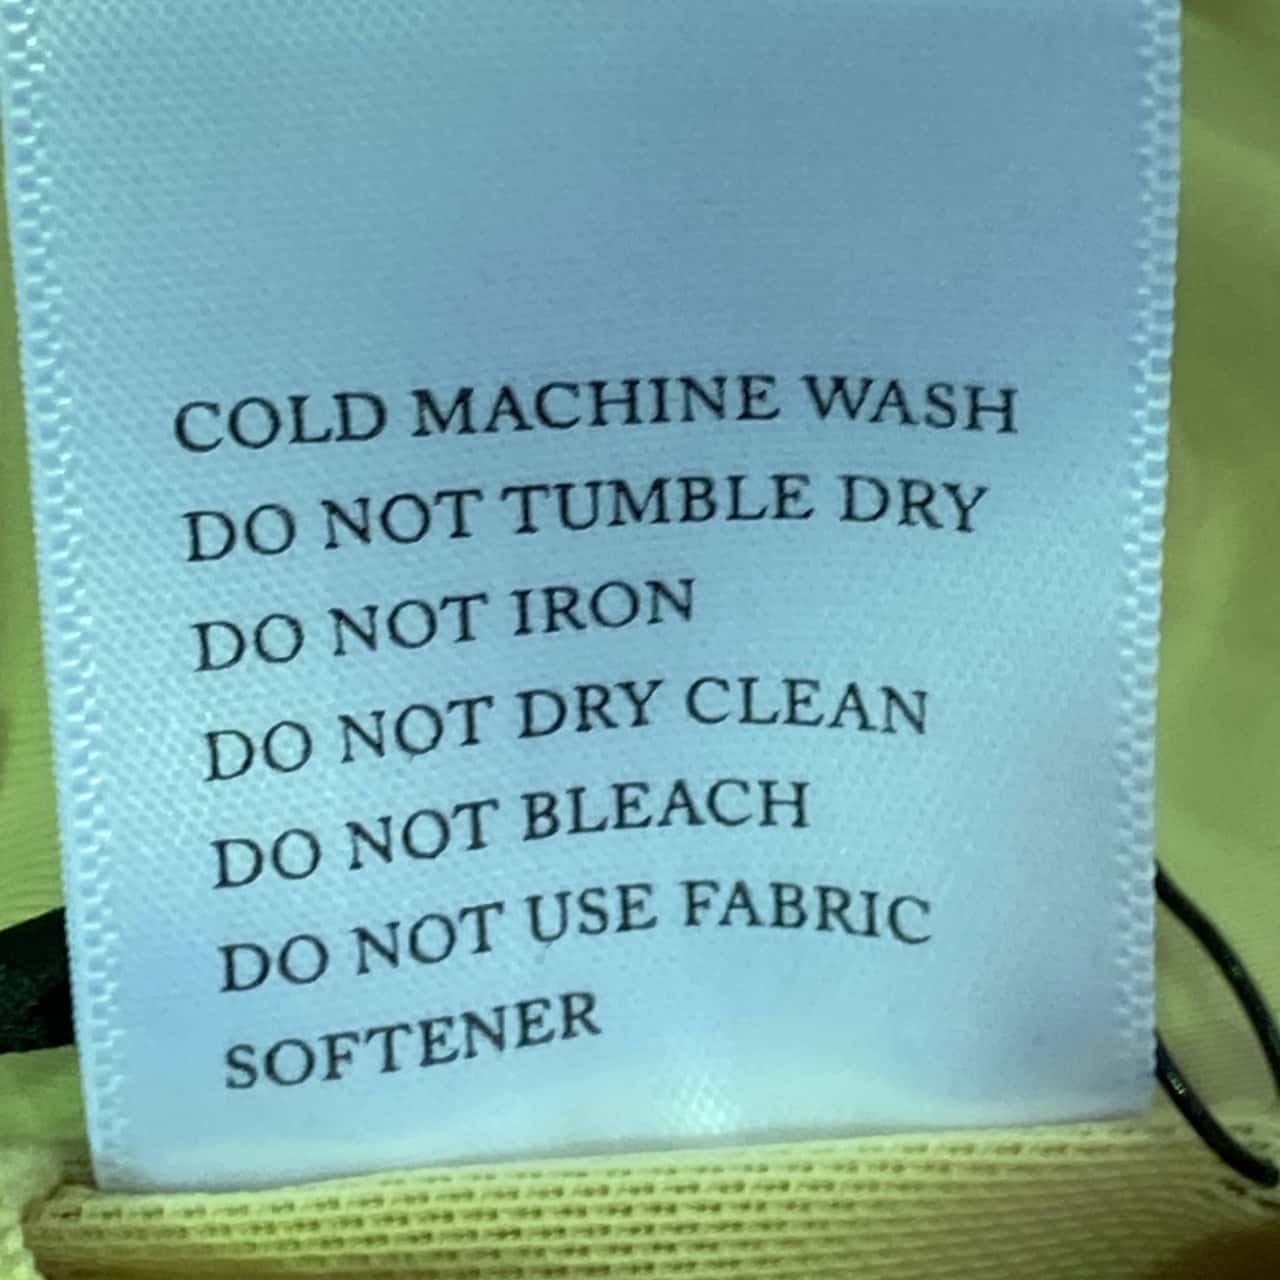 COLD MACHINE WASH
DO NOT TUMBLE DRY
DO NOT IRON
DO NOT DRY CLEAN
DO NOT BLEACH
DO NOT USE FABRIC
SOFTENER